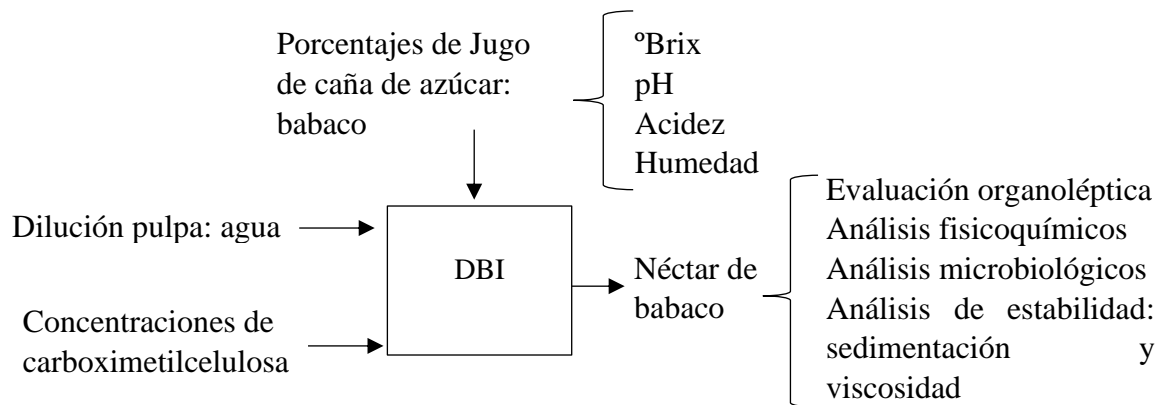 Porcentajes de Jugo
de caña de azúcar:
babaco
ºBrix
pH
Acidez
Humedad
Dilución pulpa: agua
Concentraciones de
carboximetilcelulosa
DBI
Néctar de
babaco
Evaluación organoléptica
Análisis fisicoquímicos
Análisis microbiológicos
Análisis de estabilidad:
sedimentación y
viscosidad